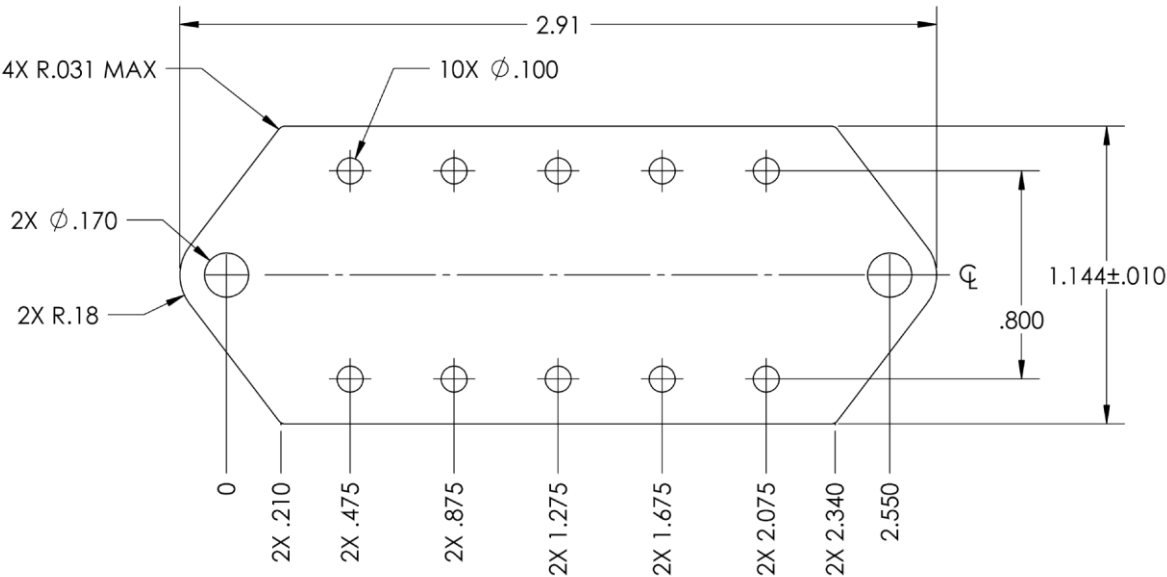 2.91
4X R.031 MAX
10X ∅.100
2X ∅.170
℄
1.144±.010
2X R.18
.800
0
2X .210
2X .475
2X .875
2X 1.275
2X 1.675
2X 2.075
2X 2.340
2.550